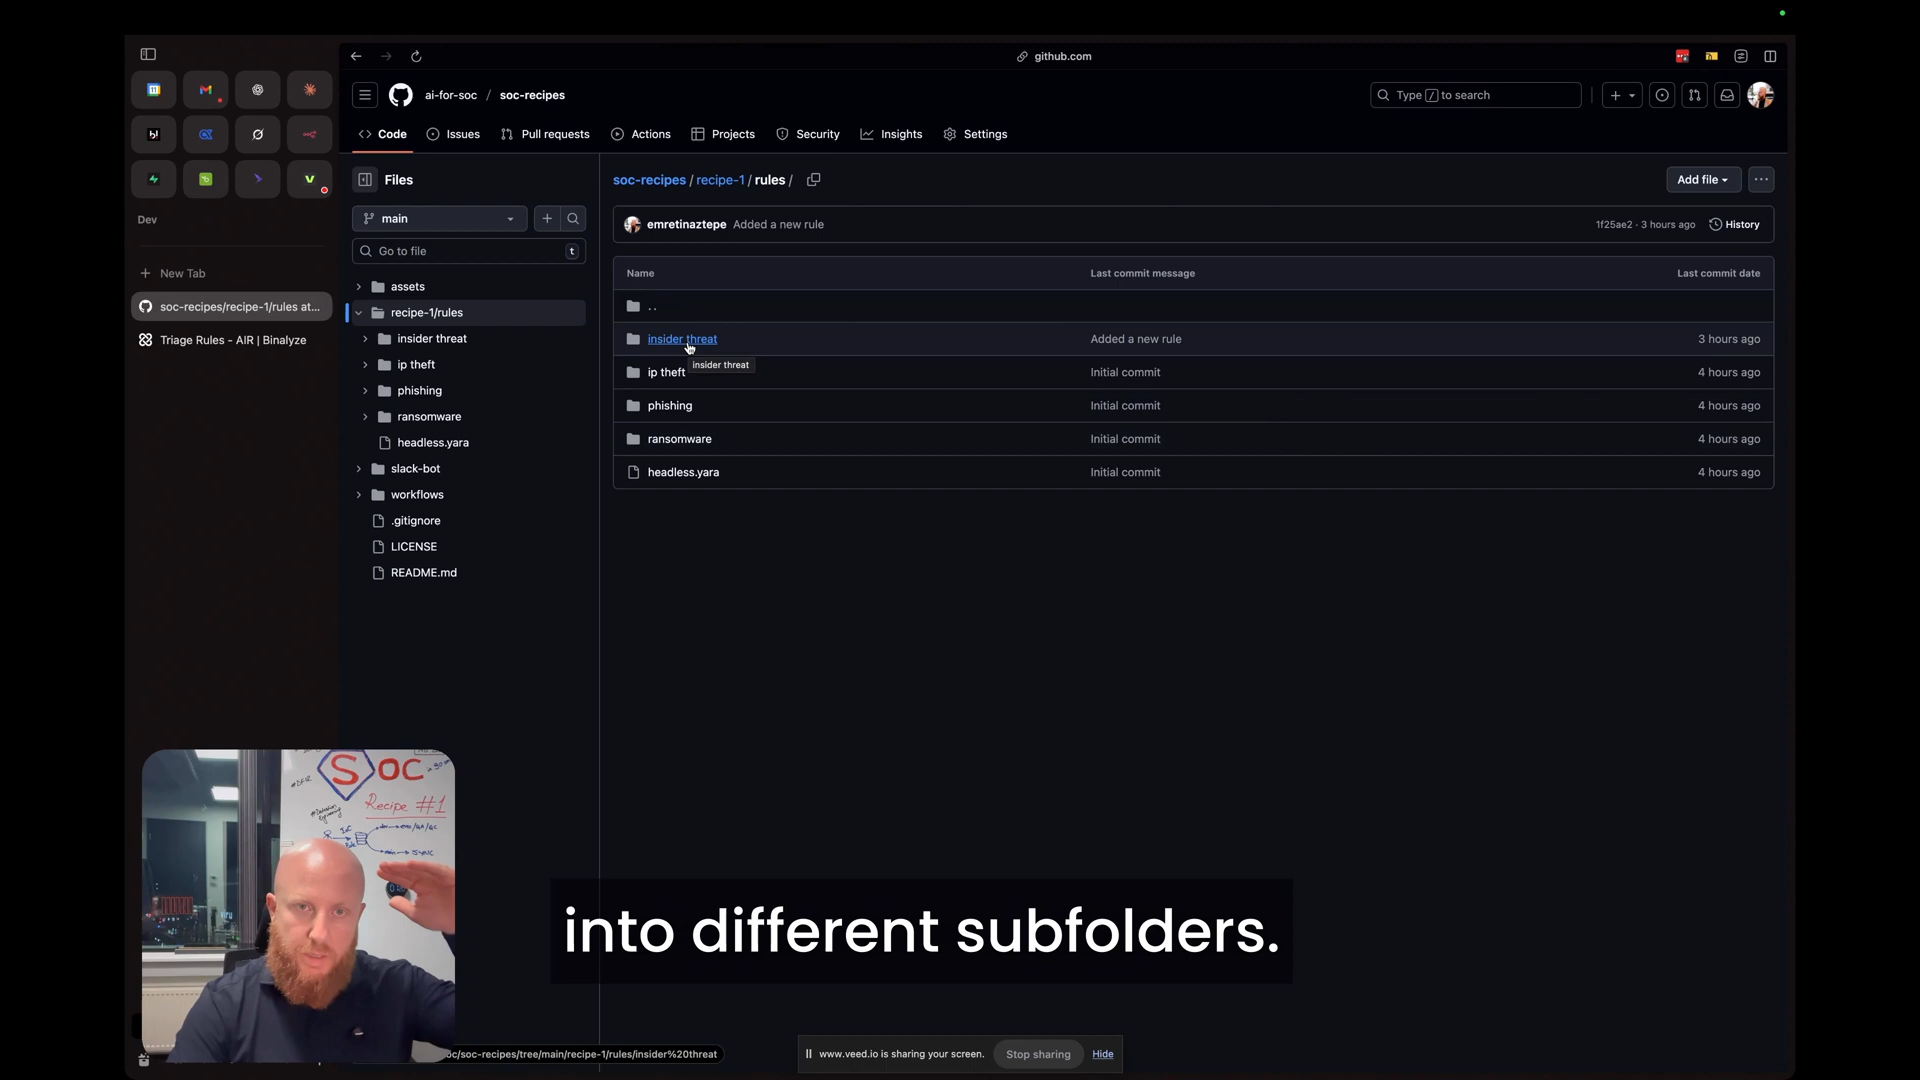 github.com
ai-for-soc / soc-recipes
Type / to search
Code
Issues
Pull requests
Actions
Projects
Security
Insights
Settings
Dev
New Tab
soc-recipes/recipe-1/rules at...
Triage Rules - AIR | Binalyze
Files
main
Go to file
t
assets
recipe-1/rules
insider threat
ip theft
phishing
ransomware
headless.yara
slack-bot
workflows
.gitignore
LICENSE
README.md
soc-recipes / recipe-1 / rules /
Add file
emretinaztepe Added a new rule
1f25ae2 · 3 hours ago
History
Name Last commit message Last commit date
..
insider threat Added a new rule 3 hours ago
insider threat
ip theft Initial commit 4 hours ago
phishing Initial commit 4 hours ago
ransomware Initial commit 4 hours ago
headless.yara Initial commit 4 hours ago
SOC
Recipe #1
into different subfolders.
oc/soc-recipes/tree/main/recipe-1/rules/insider%20threat
www.veed.io is sharing your screen.
Stop sharing
Hide